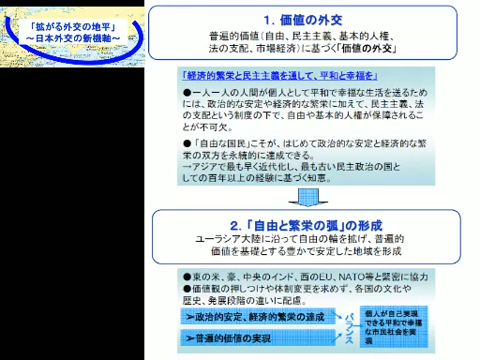 「拡がる外交の地平」
～日本外交の新機軸～
1. 価値の外交
普遍的価値（自由、民主主義、基本的人権、
法の支配、市場経済）に基づく「価値の外交」
「経済的繁栄と民主主義を通して、平和と幸福を」
●一人一人の人間が個人として平和で幸福な生活を送るため
には、政治的な安定や経済的な繁栄に加えて、民主主義、法
の支配という制度の下で、自由や基本的人権が保障されるこ
とが不可欠。
●「自由な国民」こそが、はじめて政治的な安定と経済的な繁
栄の双方を永続的に達成できる。
→アジアで最も早く近代化し、最も古い民主政治の国と
しての百年以上の経験に基づく知恵。
2.「自由と繁栄の弧」の形成
ユーラシア大陸に沿って自由の輪を拡げ、普遍的
価値を基礎とする豊かで安定した地域を形成
●東の米、豪、中央のインド、西のEU、NATO等と緊密に協力
●価値観の押しつけや体制変更を求めず、各国の文化や
歴史、発展段階の違いに配慮。
➢政治的安定、経済的繁栄の達成
➢普遍的価値の実現
バランス
個人が自己実現
できる平和で幸福
な市民社会を実
現